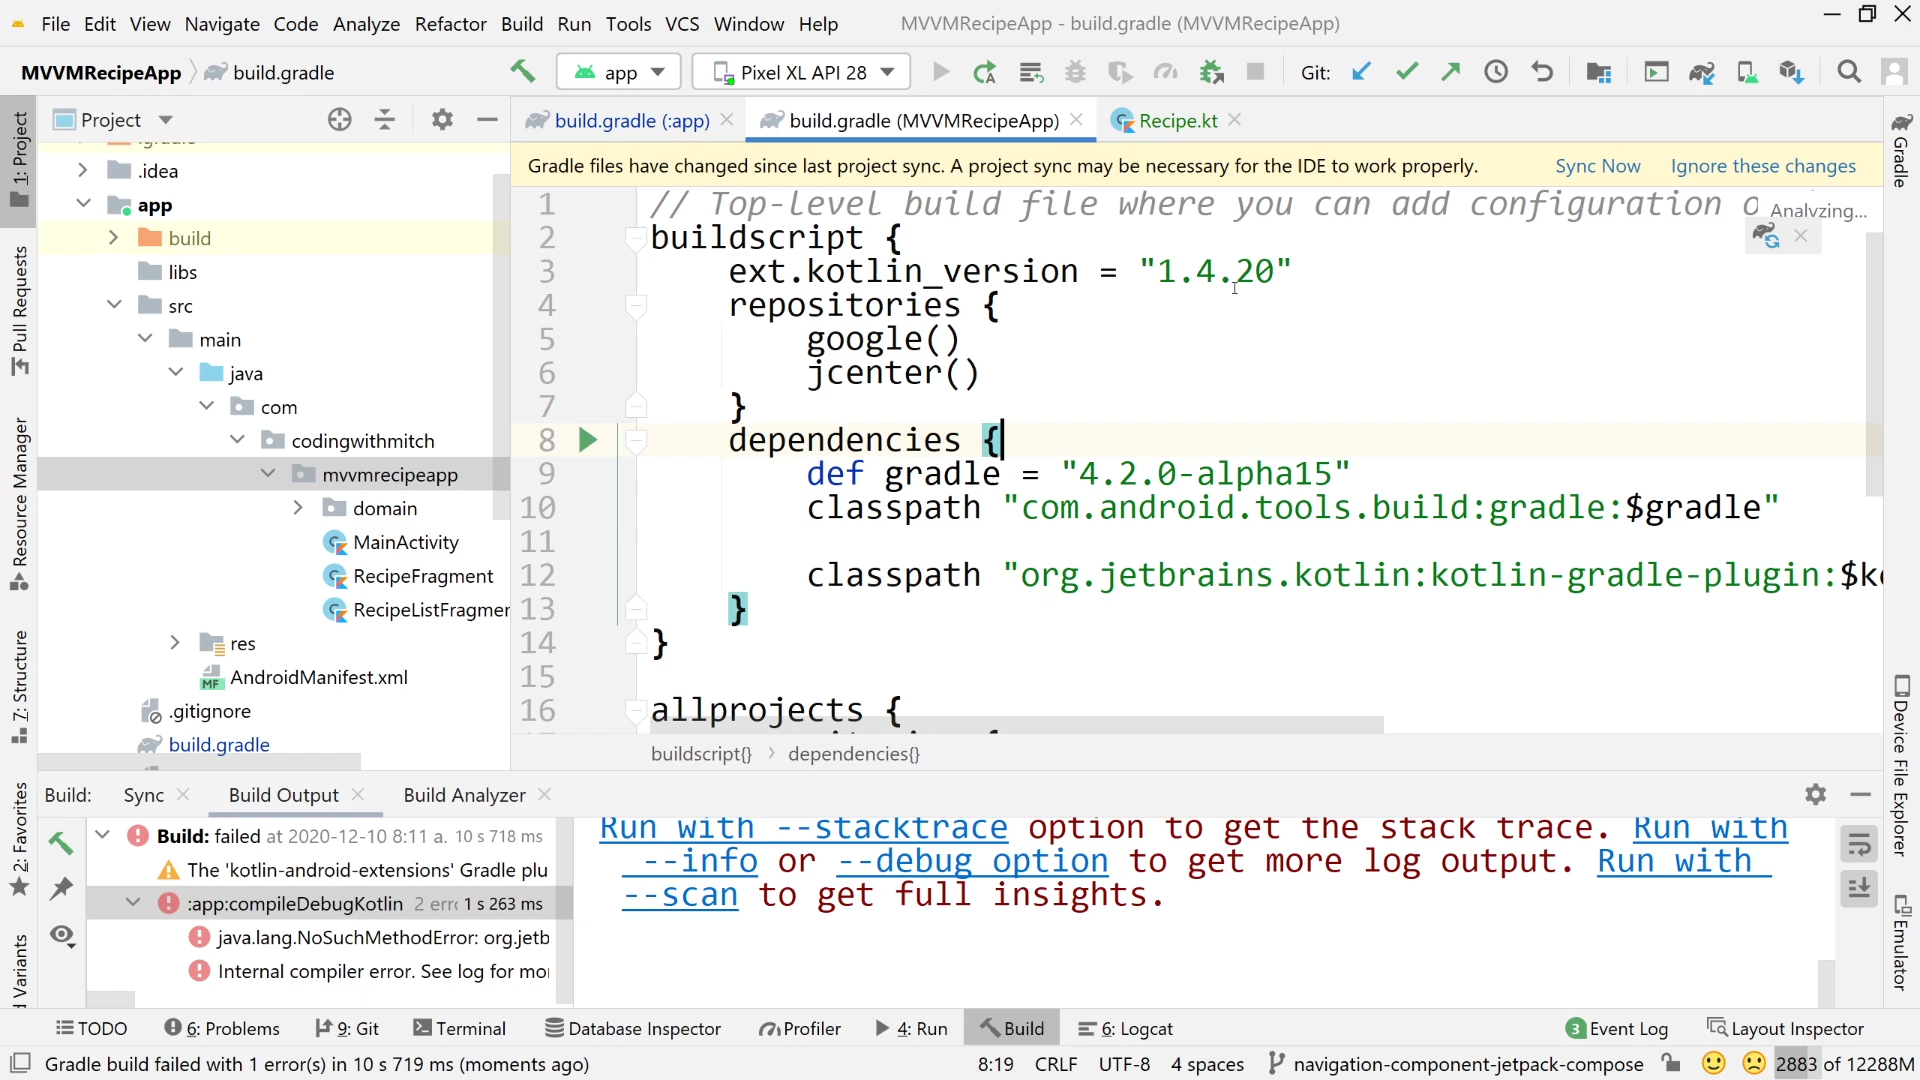 File Edit View Navigate Code Analyze Refactor Build Run Tools VCS Window Help MVVMRecipeApp - build.gradle (MVVMRecipeApp)
MVVMRecipeApp build.gradle app Pixel XL API 28 Git:
Project
build.gradle (:app) build.gradle (MVVMRecipeApp) Recipe.kt
Gradle files have changed since last project sync. A project sync may be necessary for the IDE to work properly. Sync Now Ignore these changes
1: Project
Pull Requests
Resource Manager
7: Structure
2: Favorites
Variants
.idea
app
build
libs
src
main
java
com
codingwithmitch
mvvmrecipeapp
domain
MainActivity
RecipeFragment
RecipeListFragmen
res
AndroidManifest.xml
.gitignore
build.gradle
1 // Top-level build file where you can add configuration o
Analyzing...
2 buildscript {
3 ext.kotlin_version = "1.4.20"
4 repositories {
5 google()
6 jcenter()
7 }
8 dependencies {
9 def gradle = "4.2.0-alpha15"
10 classpath "com.android.tools.build:gradle:$gradle"
11
12 classpath "org.jetbrains.kotlin:kotlin-gradle-plugin:$ko
13 }
14 }
15
16 allprojects {
buildscript{} dependencies{}
Gradle
Device File Explorer
Emulator
Build: Sync Build Output Build Analyzer
Build: failed at 2020-12-10 8:11 a. 10 s 718 ms
The 'kotlin-android-extensions' Gradle plu
:app:compileDebugKotlin 2 erro 1 s 263 ms
java.lang.NoSuchMethodError: org.jetb
Internal compiler error. See log for mor
Run with --stacktrace option to get the stack trace. Run with
--info or --debug option to get more log output. Run with
--scan to get full insights.
TODO 6: Problems 9: Git Terminal Database Inspector Profiler 4: Run Build 6: Logcat 3 Event Log Layout Inspector
Gradle build failed with 1 error(s) in 10 s 719 ms (moments ago) 8:19 CRLF UTF-8 4 spaces navigation-component-jetpack-compose 2883 of 12288M